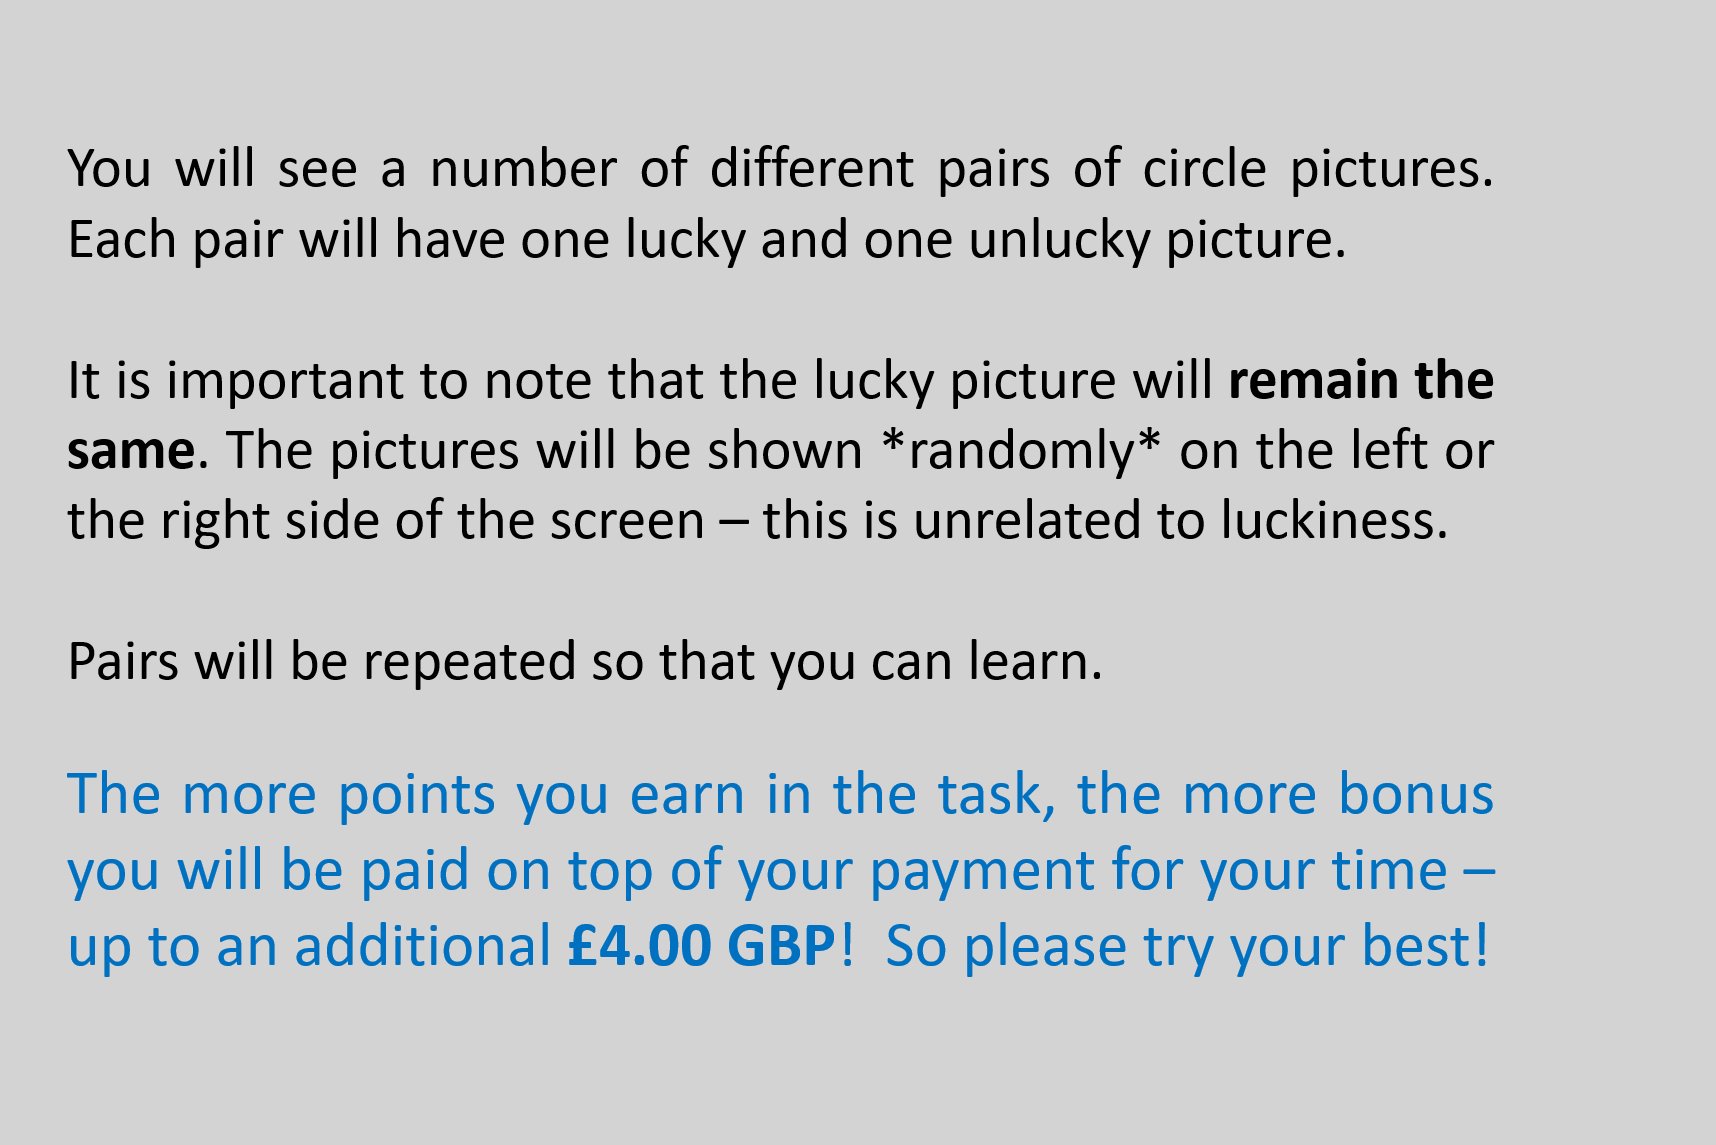 You will see a number of different pairs of circle pictures.
Each pair will have one lucky and one unlucky picture.
It is important to note that the lucky picture will remain the
same. The pictures will be shown *randomly* on the left or
the right side of the screen – this is unrelated to luckiness.
Pairs will be repeated so that you can learn.
The more points you earn in the task, the more bonus
you will be paid on top of your payment for your time –
up to an additional £4.00 GBP!  So please try your best!